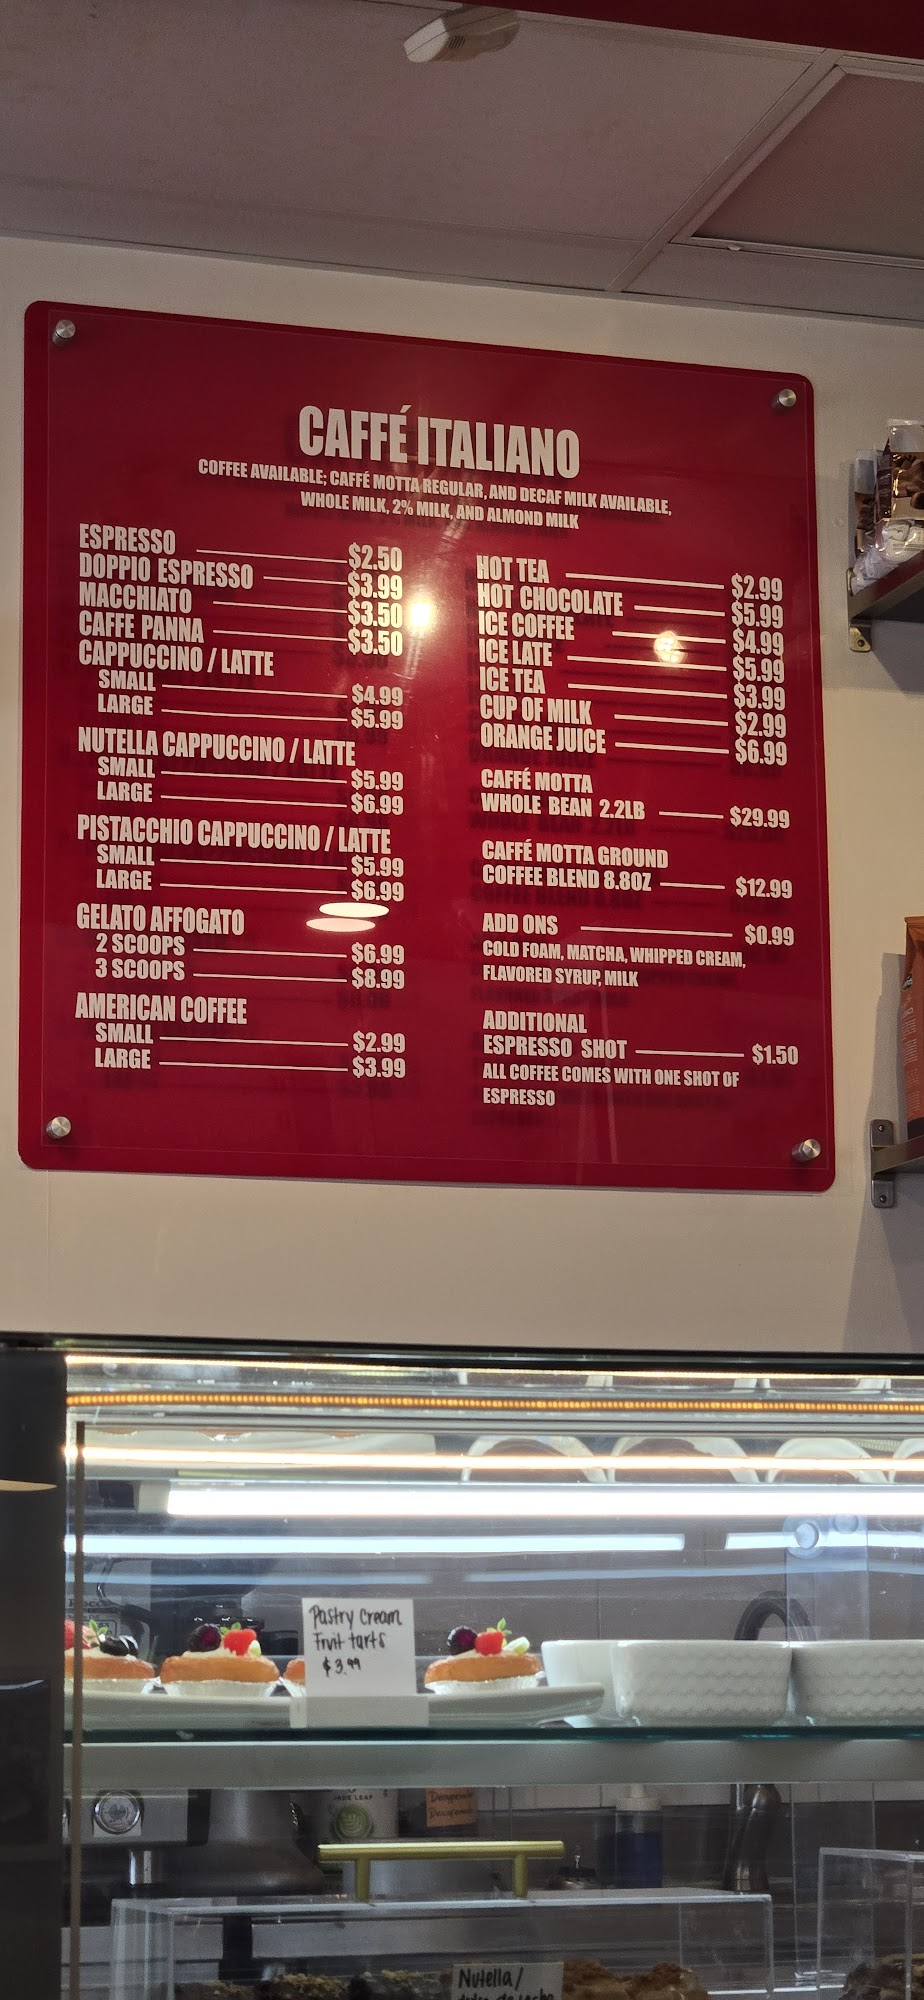 CAFFÉ ITALIANO
COFFEE AVAILABLE; CAFFÉ MOTTA REGULAR, AND DECAF MILK AVAILABLE,
WHOLE MILK, 2% MILK, AND ALMOND MILK
ESPRESSO $2.50
DOPPIO ESPRESSO $3.99
MACCHIATO $3.50
CAFFE PANNA $3.50
CAPPUCCINO / LATTE
SMALL $4.99
LARGE $5.99
NUTELLA CAPPUCCINO / LATTE
SMALL $5.99
LARGE $6.99
PISTACCHIO CAPPUCCINO / LATTE
SMALL $5.99
LARGE $6.99
GELATO AFFOGATO
2 SCOOPS $6.99
3 SCOOPS $8.99
AMERICAN COFFEE
SMALL $2.99
LARGE $3.99
HOT TEA $2.99
HOT CHOCOLATE $5.99
ICE COFFEE $4.99
ICE LATE $5.99
ICE TEA $3.99
CUP OF MILK $2.99
ORANGE JUICE $6.99
CAFFÉ MOTTA
WHOLE BEAN 2.2LB $29.99
CAFFÉ MOTTA GROUND
COFFEE BLEND 8.8OZ $12.99
ADD ONS $0.99
COLD FOAM, MATCHA, WHIPPED CREAM,
FLAVORED SYRUP, MILK
ADDITIONAL
ESPRESSO SHOT $1.50
ALL COFFEE COMES WITH ONE SHOT OF
ESPRESSO
Pastry Cream
Fruit tarts
$3.99
JADE LEAF
Nutella/